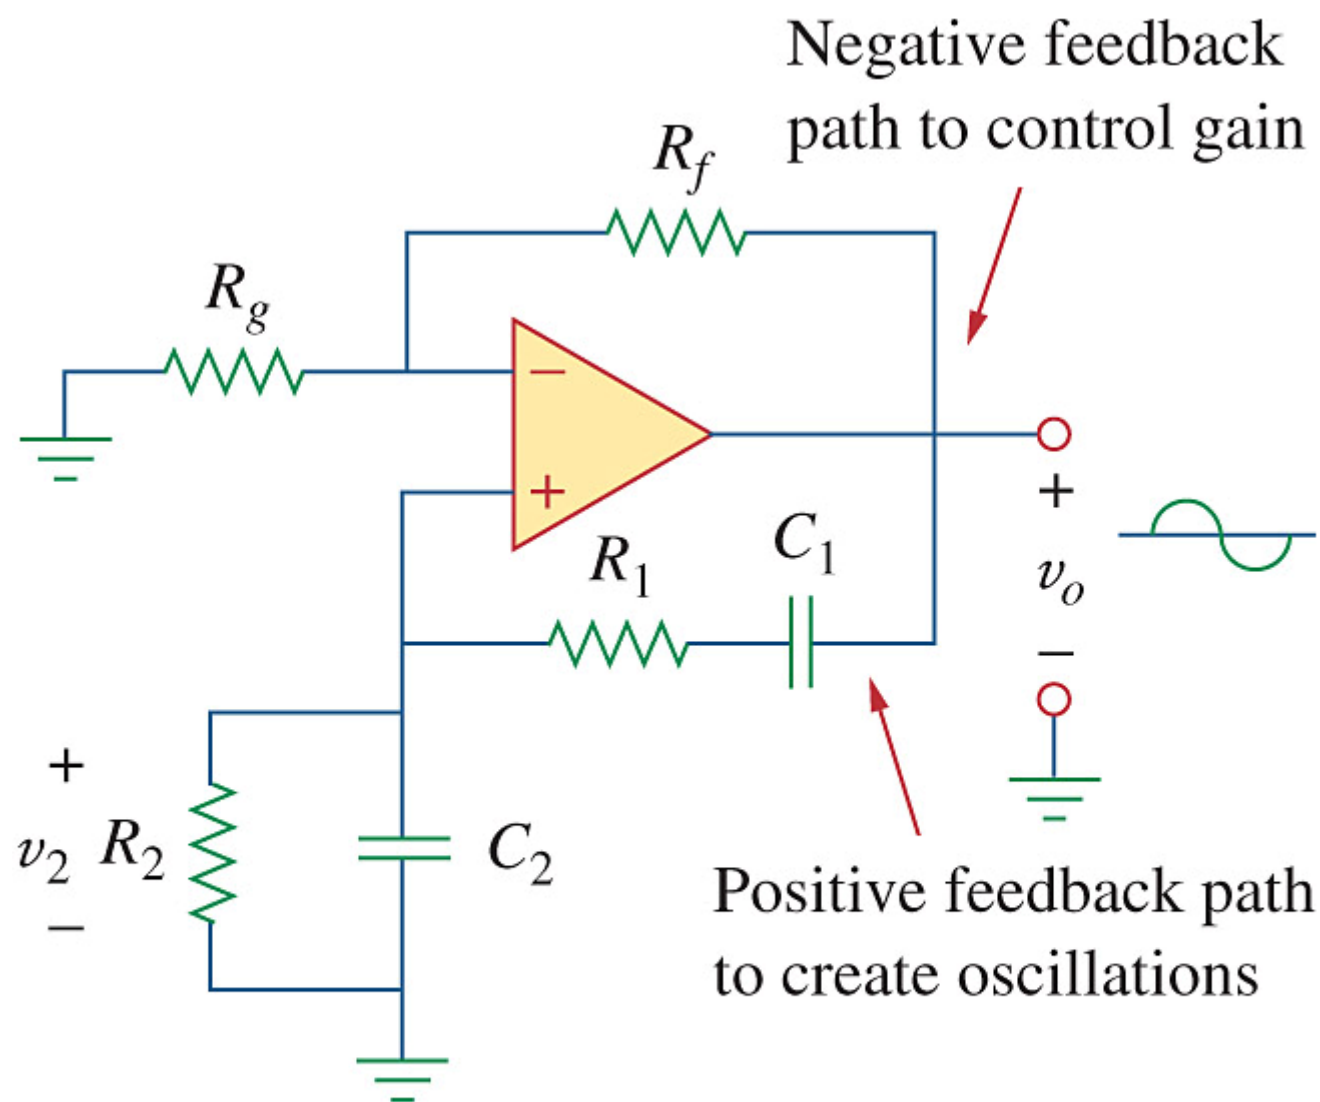 Negative feedback
path to control gain
R_f
R_g
−
+
R_1
C_1
+
v_o
−
+
v_2
−
R_2
C_2
Positive feedback path
to create oscillations